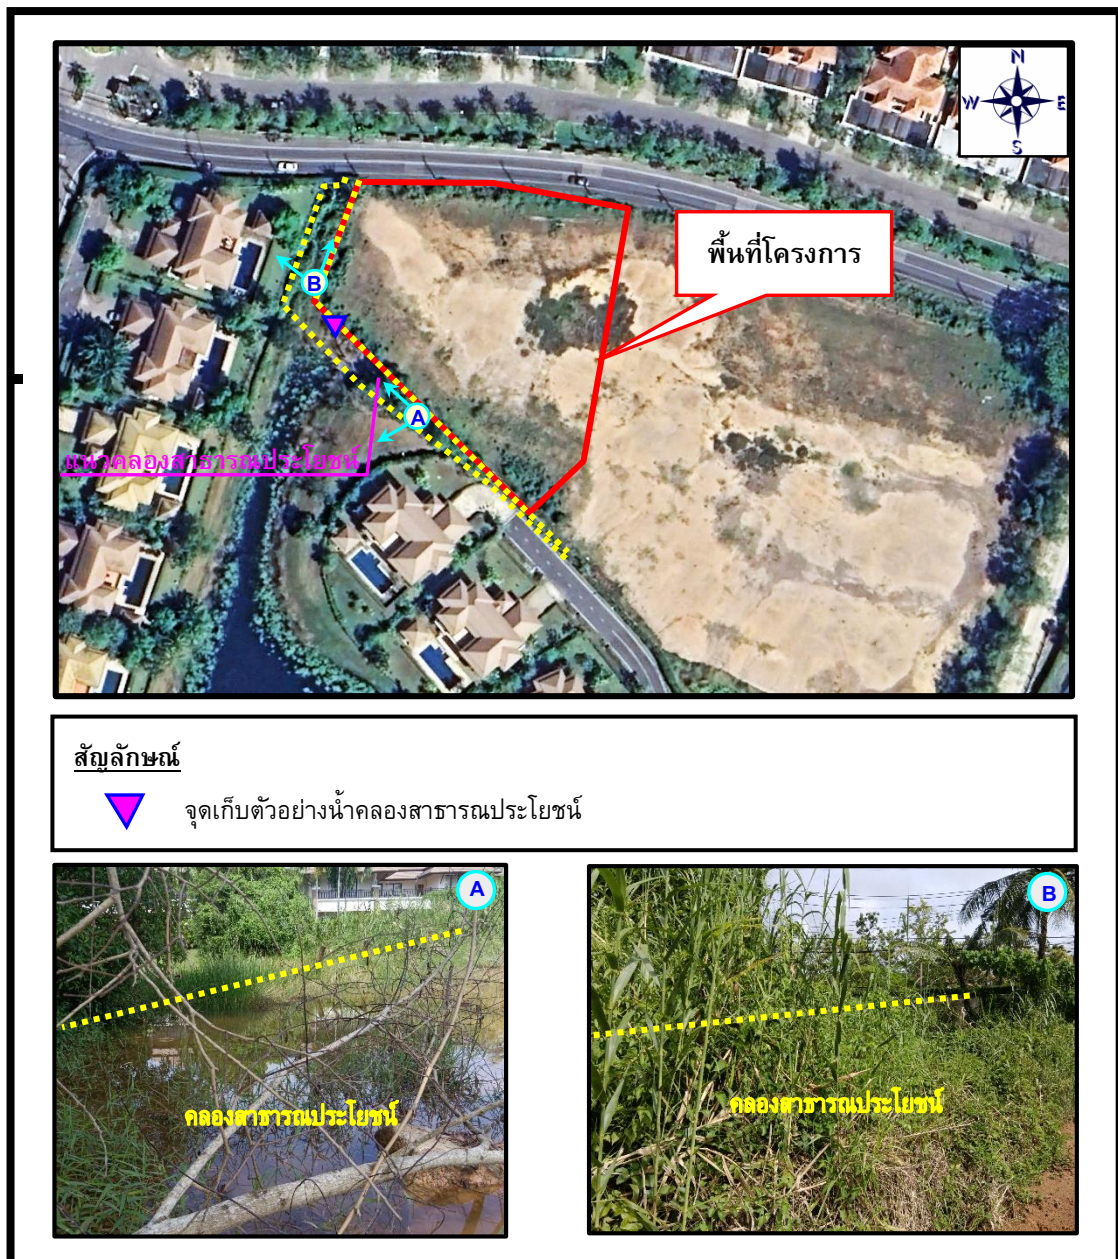 N
W E
S
พื้นที่โครงการ
B
A
แนวคลองสาธารณประโยชน์
สัญลักษณ์
จุดเก็บตัวอย่างน้ำคลองสาธารณประโยชน์
A
คลองสาธารณประโยชน์
B
คลองสาธารณประโยชน์